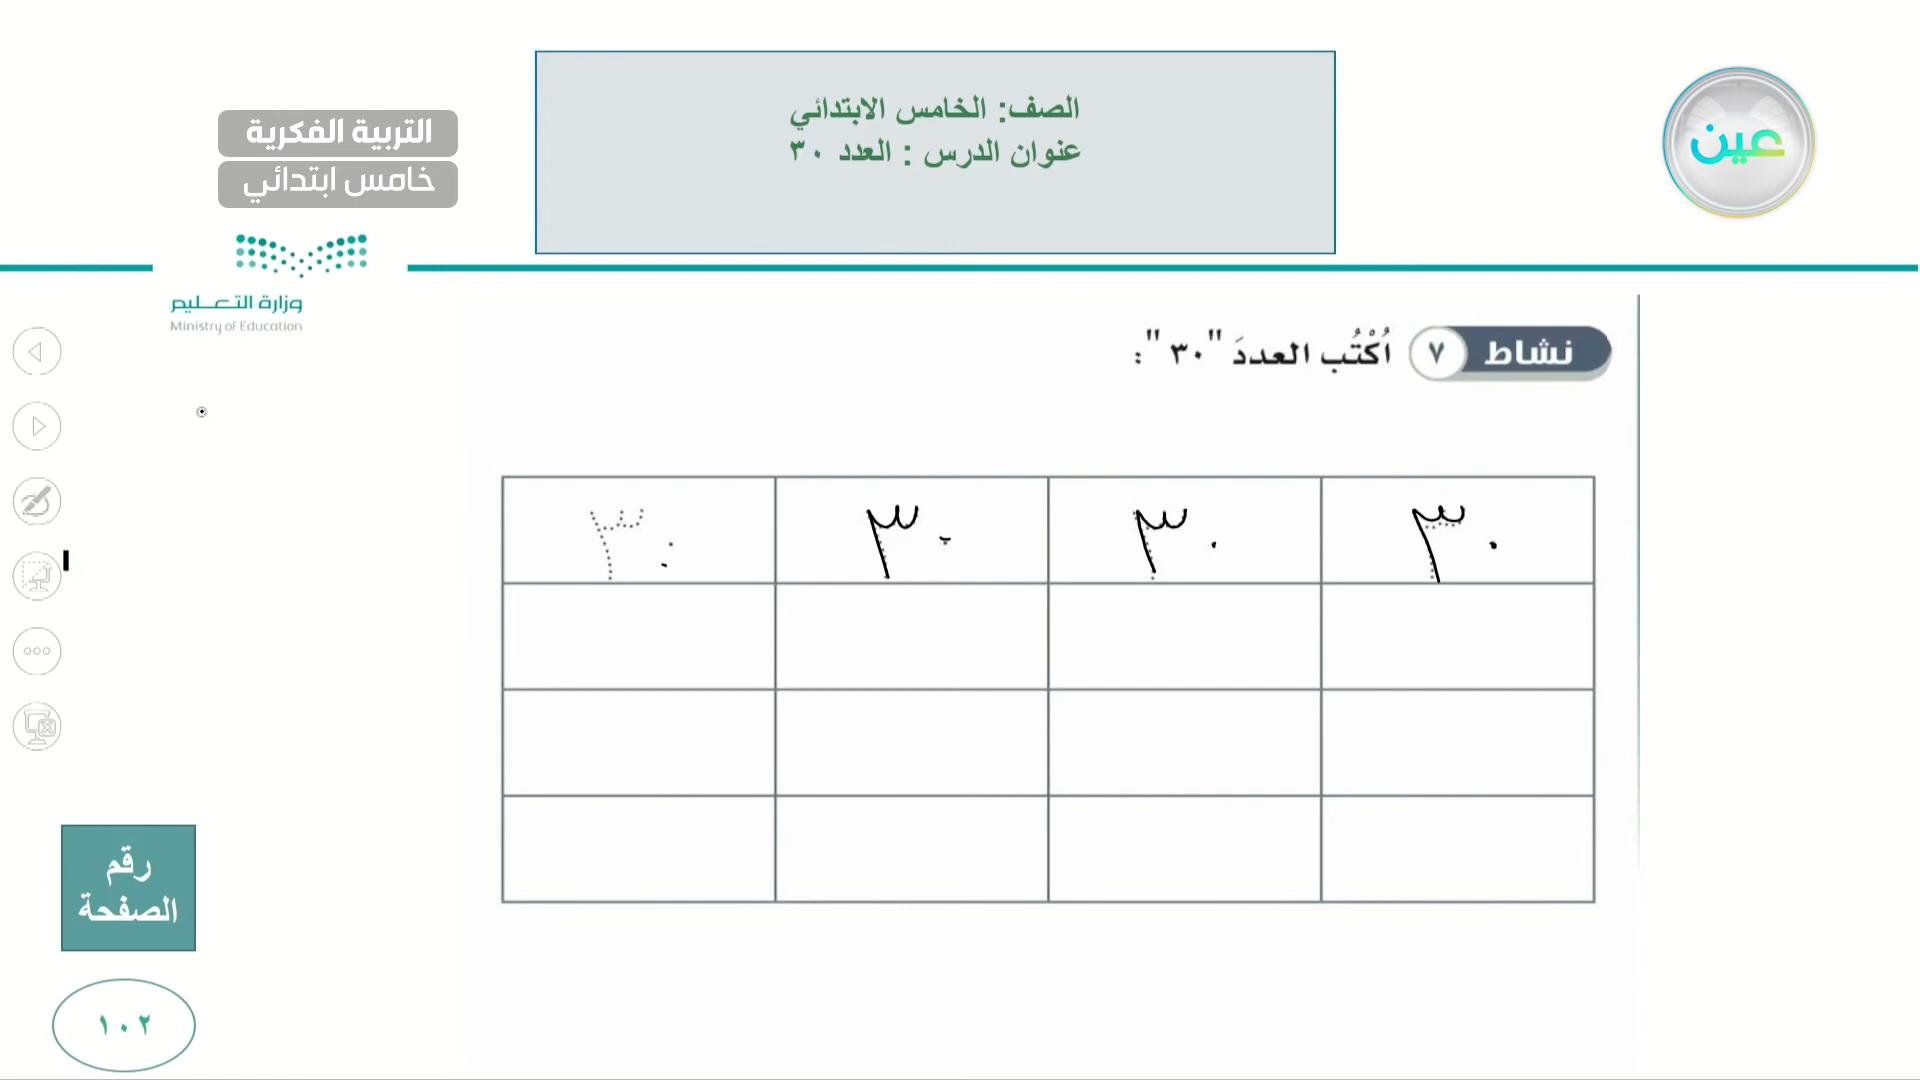 الصف: الخامس الابتدائي
عنوان الدرس : العدد ٣٠
عين
التربية الفكرية
خامس ابتدائي
وزارة التعليم
Ministry of Education
نشاط ٧ اُكْتُب العددَ "٣٠":
٣٠ ٣٠ ٣٠ ٣٠
رقم
الصفحة
١٠٢